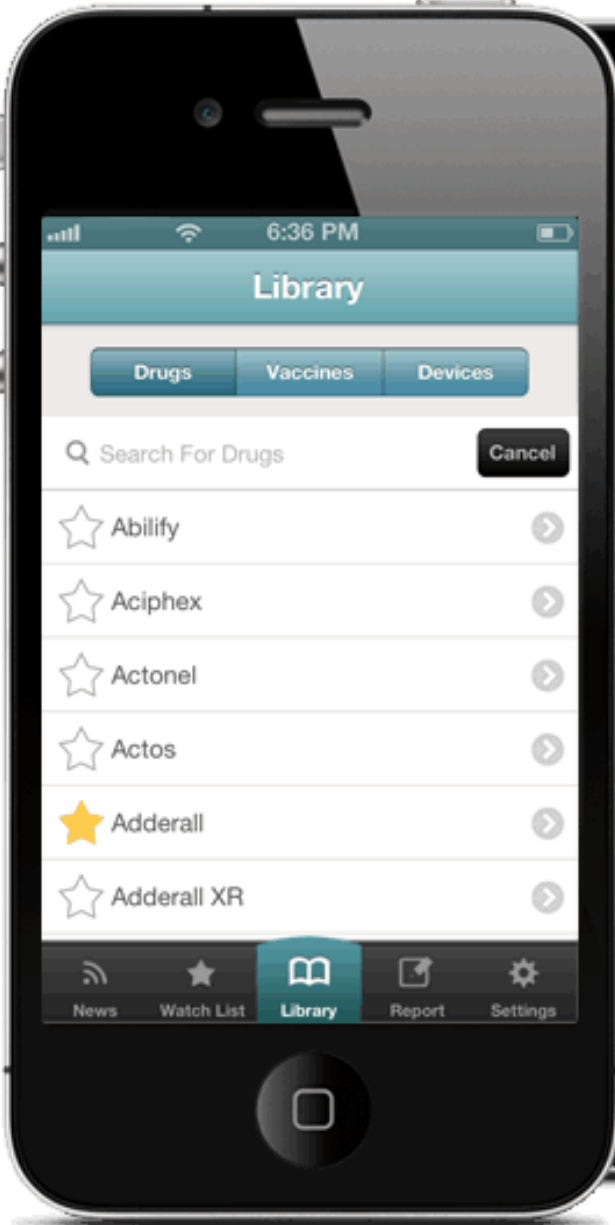 6:36 PM
Library
Drugs Vaccines Devices
Search For Drugs Cancel
Abilify
Aciphex
Actonel
Actos
Adderall
Adderall XR
News Watch List Library Report Settings